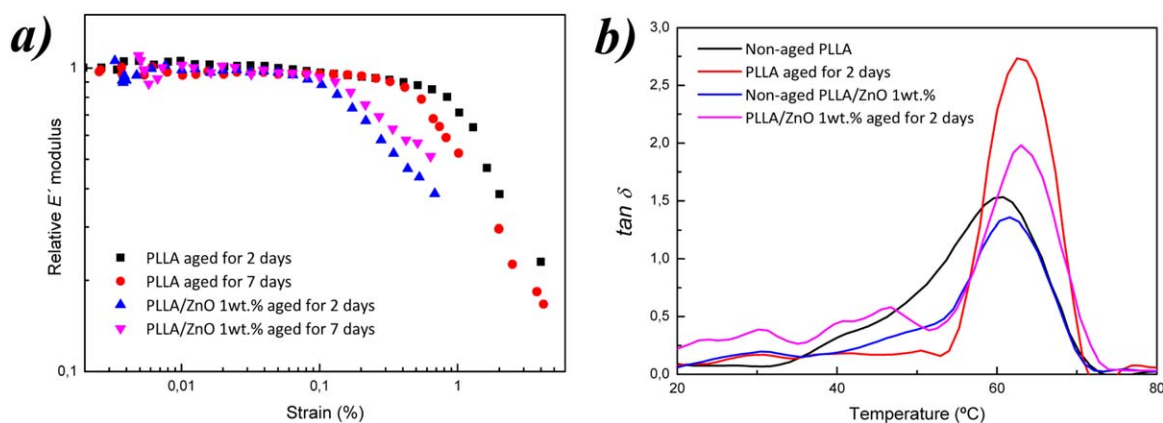 a)
Relative E´ modulus
1
0,1
0,01
0,1
1
Strain (%)
PLLA aged for 2 days
PLLA aged for 7 days
PLLA/ZnO 1wt.% aged for 2 days
PLLA/ZnO 1wt.% aged for 7 days
b)
tan δ
3,0
2,5
2,0
1,5
1,0
0,5
0,0
20
40
60
80
Temperature (ºC)
Non-aged PLLA
PLLA aged for 2 days
Non-aged PLLA/ZnO 1wt.%
PLLA/ZnO 1wt.% aged for 2 days